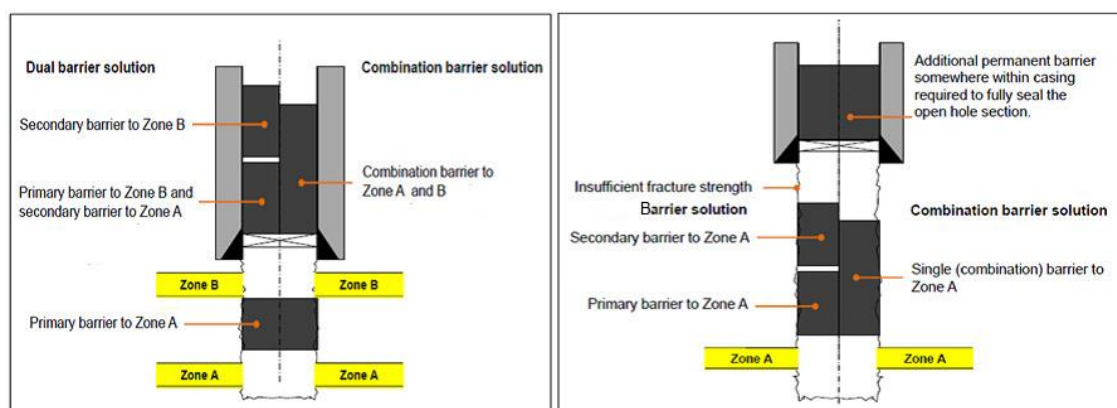 Dual barrier solution
Combination barrier solution
Secondary barrier to Zone B
Primary barrier to Zone B and
secondary barrier to Zone A
Combination barrier to
Zone A and B
Zone B
Zone B
Primary barrier to Zone A
Zone A
Zone A
Additional permanent barrier
somewhere within casing
required to fully seal the
open hole section.
Insufficient fracture strength
Barrier solution
Combination barrier solution
Secondary barrier to Zone A
Single (combination) barrier to
Zone A
Primary barrier to Zone A
Zone A
Zone A